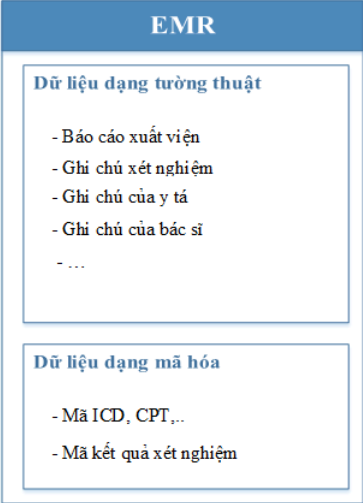 EMR
Dữ liệu dạng tường thuật
- Báo cáo xuất viện
- Ghi chú xét nghiệm
- Ghi chú của y tá
- Ghi chú của bác sĩ
- ...
Dữ liệu dạng mã hóa
- Mã ICD, CPT,..
- Mã kết quả xét nghiệm